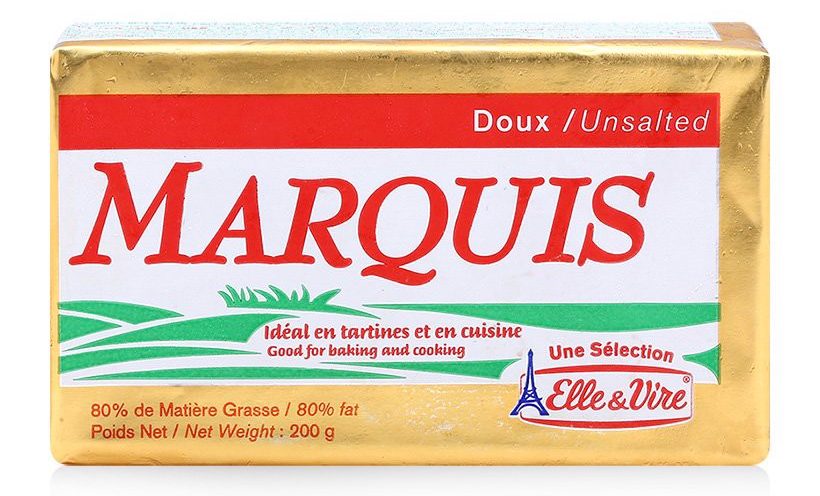 Doux / Unsalted
MARQUIS
Idéal en tartines et en cuisine
Good for baking and cooking
Une Sélection
Elle & Vire®
80% de Matière Grasse / 80% fat
Poids Net / Net Weight : 200 g